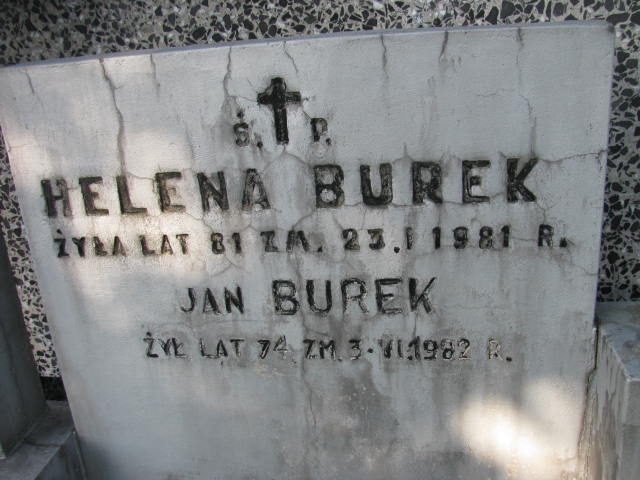 Ś. P.
HELENA BUREK
ŻYŁA LAT 81 ZM. 23.I 1981 R.
JAN BUREK
ŻYŁ LAT 74. ZM. 3.VI.1982 R.